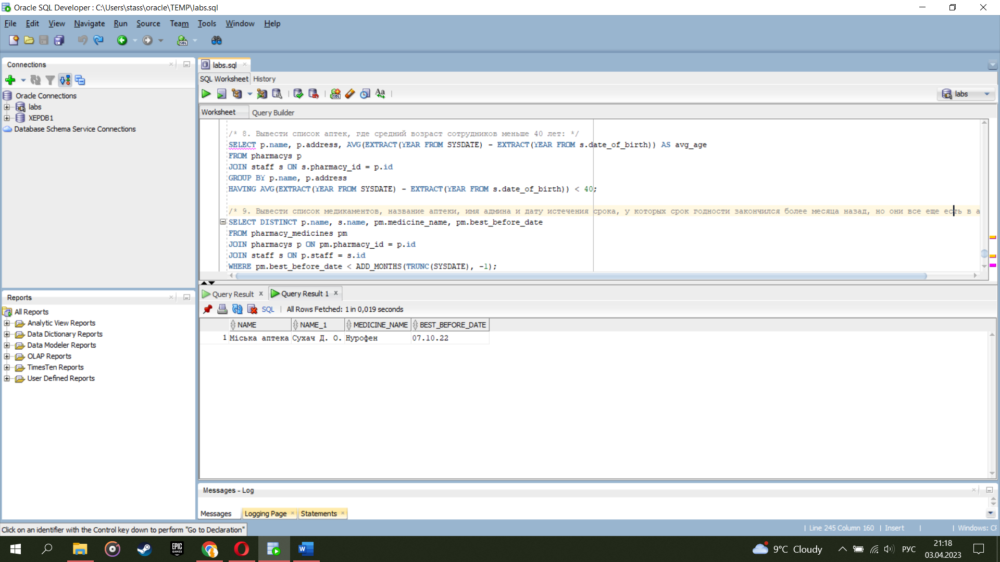 Oracle SQL Developer : C:\Users\stass\oracle\TEMP\labs.sql
File Edit View Navigate Run Source Team Tools Window Help
Connections
Oracle Connections
labs
XEPDB1
Database Schema Service Connections
Reports
All Reports
Analytic View Reports
Data Dictionary Reports
Data Modeler Reports
OLAP Reports
TimesTen Reports
User Defined Reports
labs.sql
SQL Worksheet History
labs
Worksheet Query Builder
/* 8. Вывести список аптек, где средний возраст сотрудников меньше 40 лет: */
SELECT p.name, p.address, AVG(EXTRACT(YEAR FROM SYSDATE) - EXTRACT(YEAR FROM s.date_of_birth)) AS avg_age
FROM pharmacys p
JOIN staff s ON s.pharmacy_id = p.id
GROUP BY p.name, p.address
HAVING AVG(EXTRACT(YEAR FROM SYSDATE) - EXTRACT(YEAR FROM s.date_of_birth)) < 40;
/* 9. Вывести список медикаментов, название аптеки, имя админа и дату истечения срока, у которых срок годности закончился более месяца назад, но они все еще есть в а
SELECT DISTINCT p.name, s.name, pm.medicine_name, pm.best_before_date
FROM pharmacy_medicines pm
JOIN pharmacys p ON pm.pharmacy_id = p.id
JOIN staff s ON p.staff = s.id
WHERE pm.best_before_date < ADD_MONTHS(TRUNC(SYSDATE), -1);
Query Result Query Result 1
SQL All Rows Fetched: 1 in 0,019 seconds
NAME NAME_1 MEDICINE_NAME BEST_BEFORE_DATE
1 Міська аптека Сухач Д. О. Нурофен 07.10.22
Messages - Log
Messages Logging Page Statements
Click on an identifier with the Control key down to perform "Go to Declaration"
Line 245 Column 160 Insert Windows: CF
EPIC GAMES
9°C Cloudy
РУС
21:18
03.04.2023